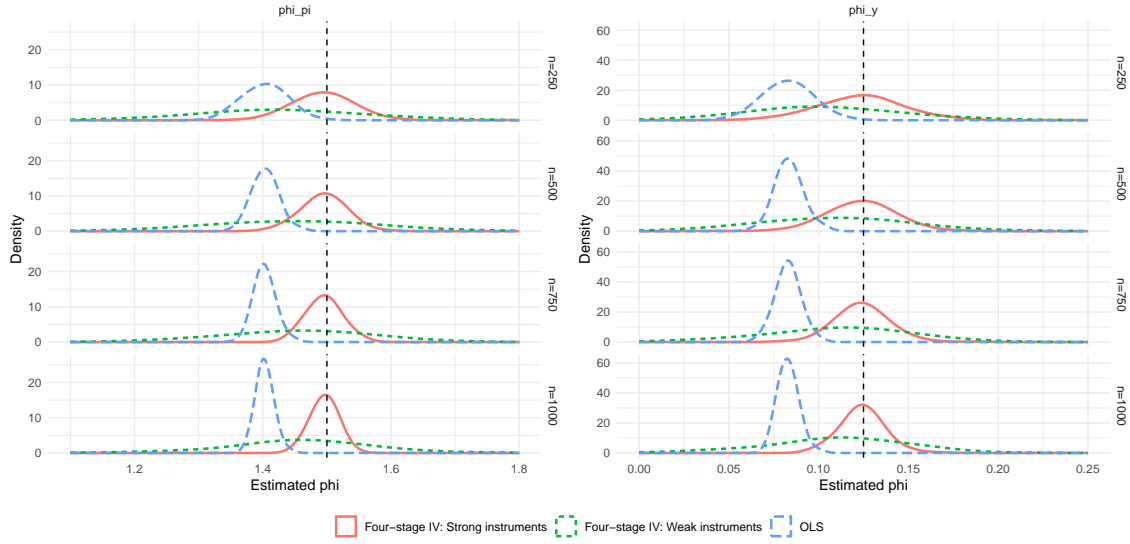 phi_pi
phi_y
Density
20
10
0
n=250
20
10
0
n=500
20
10
0
n=750
20
10
0
n=1000
1.2
1.4
1.6
1.8
Estimated phi
Density
60
40
20
0
n=250
60
40
20
0
n=500
60
40
20
0
n=750
60
40
20
0
n=1000
0.00
0.05
0.10
0.15
0.20
0.25
Estimated phi
Four−stage IV: Strong instruments
Four−stage IV: Weak instruments
OLS